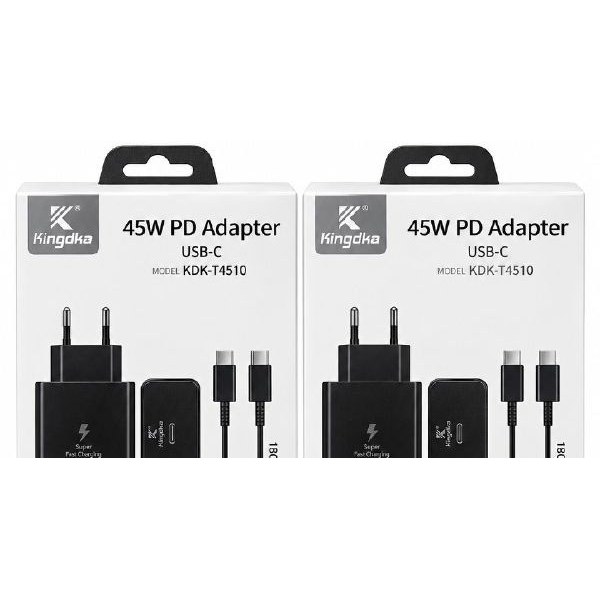 Kingdka
45W PD Adapter
USB-C
MODEL KDK-T4510
Super
Fast Charging
Kingdka
45W PD Adapter
USB-C
MODEL KDK-T4510
Super
Fast Charging